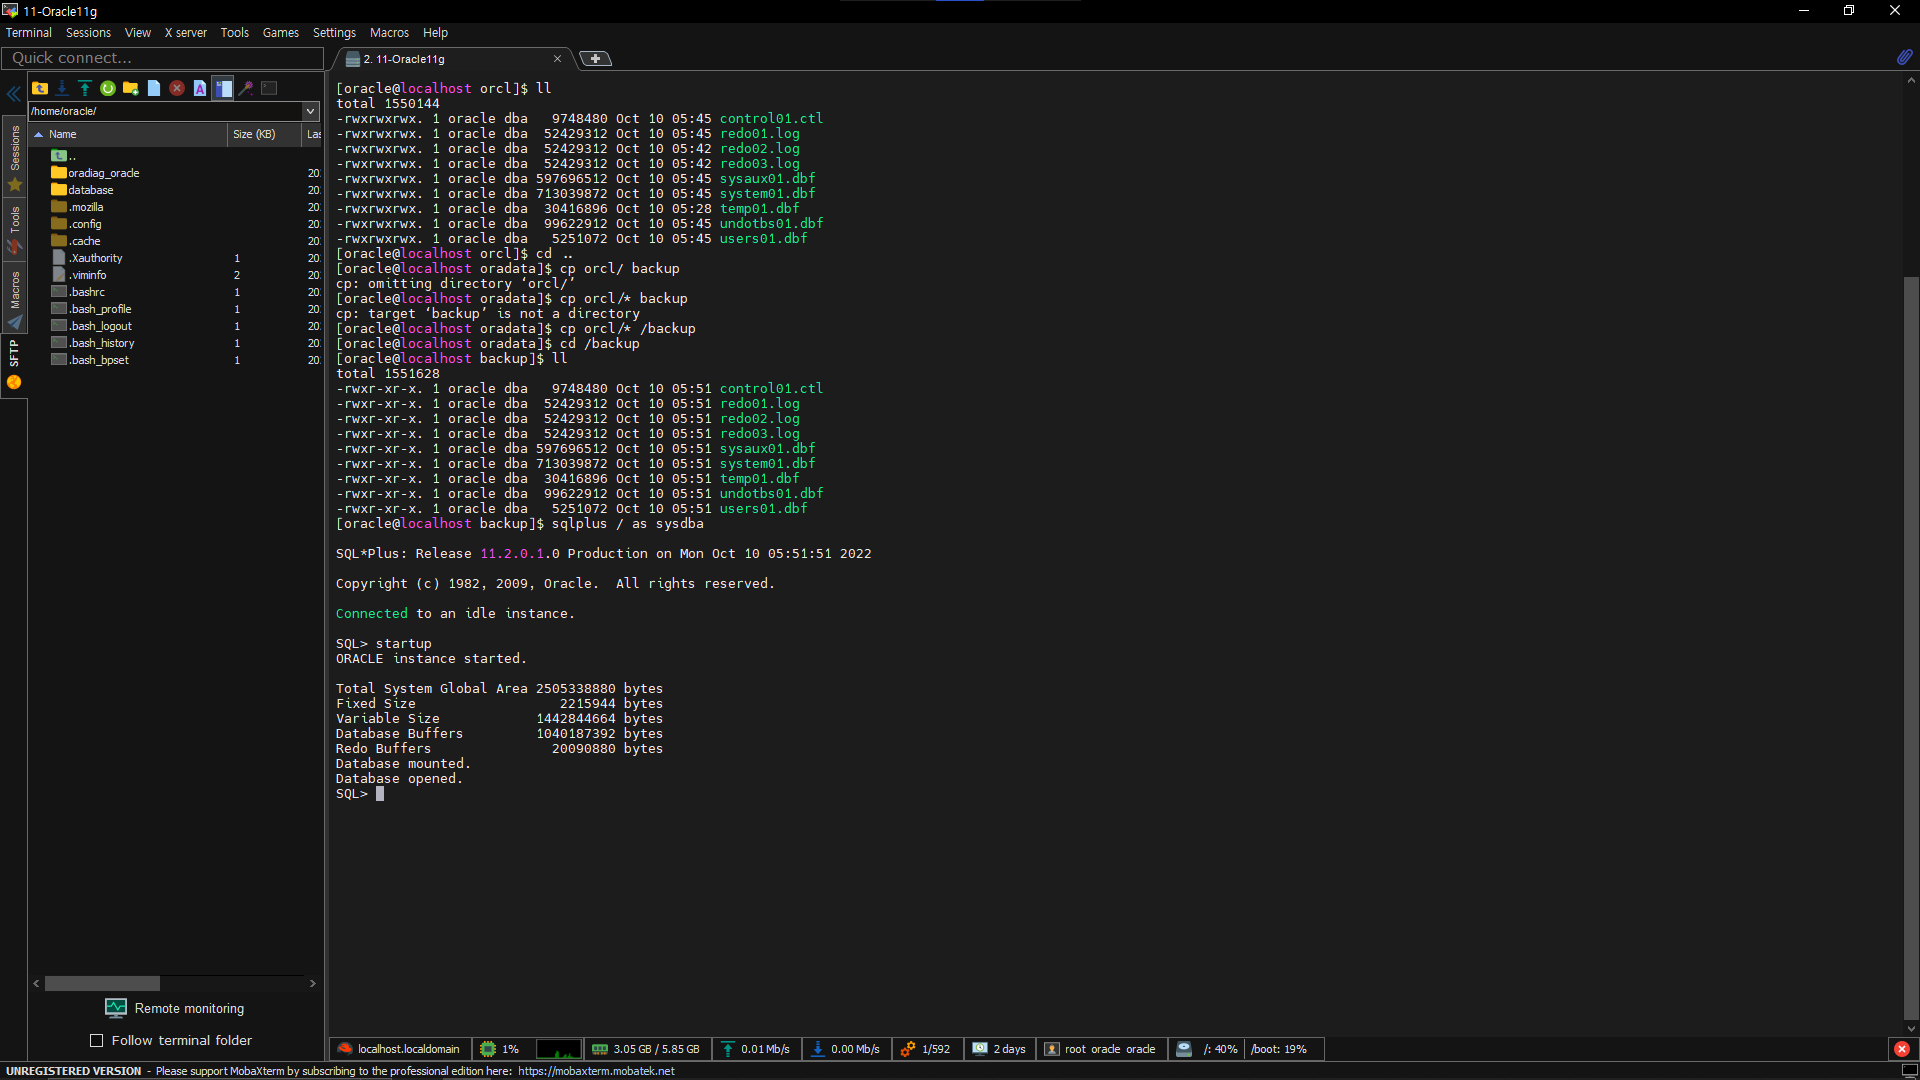 11-Oracle11g
Terminal Sessions View X server Tools Games Settings Macros Help
Quick connect...
2. 11-Oracle11g
/home/oracle/
Name Size (KB) Las
..
oradiag_oracle 20
database 20
.mozilla 20
.config 20
.cache 20
.Xauthority 1 20
.viminfo 2 20
.bashrc 1 20
.bash_profile 1 20
.bash_logout 1 20
.bash_history 1 20
.bash_bpset 1 20
Sessions
Tools
Macros
SFTP
Remote monitoring
Follow terminal folder
[oracle@localhost orcl]$ ll
total 1550144
-rwxrwxrwx. 1 oracle dba   9748480 Oct 10 05:45 control01.ctl
-rwxrwxrwx. 1 oracle dba  52429312 Oct 10 05:45 redo01.log
-rwxrwxrwx. 1 oracle dba  52429312 Oct 10 05:42 redo02.log
-rwxrwxrwx. 1 oracle dba  52429312 Oct 10 05:42 redo03.log
-rwxrwxrwx. 1 oracle dba 597696512 Oct 10 05:45 sysaux01.dbf
-rwxrwxrwx. 1 oracle dba 713039872 Oct 10 05:45 system01.dbf
-rwxrwxrwx. 1 oracle dba  30416896 Oct 10 05:28 temp01.dbf
-rwxrwxrwx. 1 oracle dba  99622912 Oct 10 05:45 undotbs01.dbf
-rwxrwxrwx. 1 oracle dba   5251072 Oct 10 05:45 users01.dbf
[oracle@localhost orcl]$ cd ..
[oracle@localhost oradata]$ cp orcl/ backup
cp: omitting directory ‘orcl/’
[oracle@localhost oradata]$ cp orcl/* backup
cp: target ‘backup’ is not a directory
[oracle@localhost oradata]$ cp orcl/* /backup
[oracle@localhost oradata]$ cd /backup
[oracle@localhost backup]$ ll
total 1551628
-rwxr-xr-x. 1 oracle dba   9748480 Oct 10 05:51 control01.ctl
-rwxr-xr-x. 1 oracle dba  52429312 Oct 10 05:51 redo01.log
-rwxr-xr-x. 1 oracle dba  52429312 Oct 10 05:51 redo02.log
-rwxr-xr-x. 1 oracle dba  52429312 Oct 10 05:51 redo03.log
-rwxr-xr-x. 1 oracle dba 597696512 Oct 10 05:51 sysaux01.dbf
-rwxr-xr-x. 1 oracle dba 713039872 Oct 10 05:51 system01.dbf
-rwxr-xr-x. 1 oracle dba  30416896 Oct 10 05:51 temp01.dbf
-rwxr-xr-x. 1 oracle dba  99622912 Oct 10 05:51 undotbs01.dbf
-rwxr-xr-x. 1 oracle dba   5251072 Oct 10 05:51 users01.dbf
[oracle@localhost backup]$ sqlplus / as sysdba
SQL*Plus: Release 11.2.0.1.0 Production on Mon Oct 10 05:51:51 2022
Copyright (c) 1982, 2009, Oracle.  All rights reserved.
Connected to an idle instance.
SQL> startup
ORACLE instance started.
Total System Global Area 2505338880 bytes
Fixed Size                  2215944 bytes
Variable Size            1442844664 bytes
Database Buffers         1040187392 bytes
Redo Buffers               20090880 bytes
Database mounted.
Database opened.
SQL>
localhost.localdomain 1% 3.05 GB / 5.85 GB 0.01 Mb/s 0.00 Mb/s 1/592 2 days root oracle oracle /: 40% /boot: 19%
UNREGISTERED VERSION - Please support MobaXterm by subscribing to the professional edition here: https://mobaxterm.mobatek.net